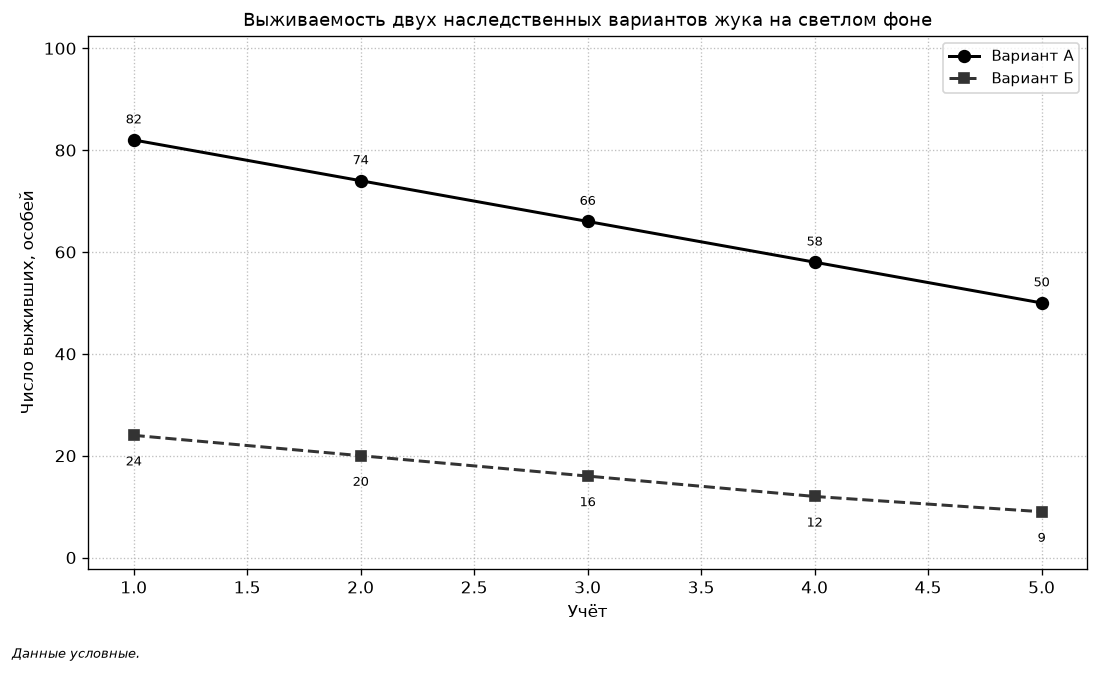 Выживаемость двух наследственных вариантов жука на светлом фоне
Вариант А
Вариант Б
Число выживших, особей
100
80
60
40
20
0
82
74
66
58
50
24
20
16
12
9
1.0 1.5 2.0 2.5 3.0 3.5 4.0 4.5 5.0
Учёт
Данные условные.